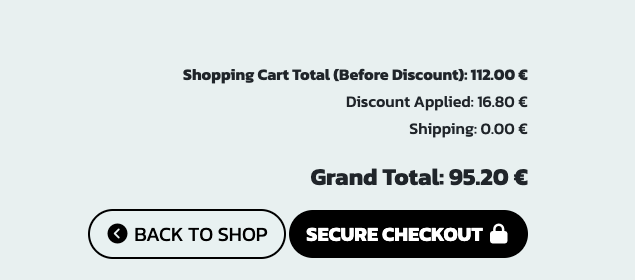 Shopping Cart Total (Before Discount): 112.00 €
Discount Applied: 16.80 €
Shipping: 0.00 €
Grand Total: 95.20 €
BACK TO SHOP SECURE CHECKOUT